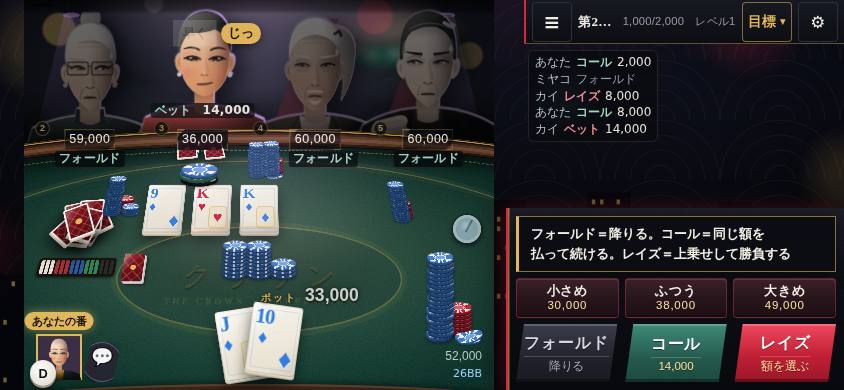 じっ
ベット 14,000
2
59,000
フォールド
3
36,000
4
60,000
フォールド
5
60,000
フォールド
9
K
K
クラウン
THE CROWN
ポット 33,000
J
10
あなたの番
D
52,000
26BB
第2…
1,000/2,000
レベル1
目標 ▾
あなた コール 2,000
ミヤコ フォールド
カイ レイズ 8,000
あなた コール 8,000
カイ ベット 14,000
フォールド＝降りる。コール＝同じ額を
払って続ける。レイズ＝上乗せして勝負する
小さめ
30,000
ふつう
38,000
大きめ
49,000
フォールド
降りる
コール
14,000
レイズ
額を選ぶ